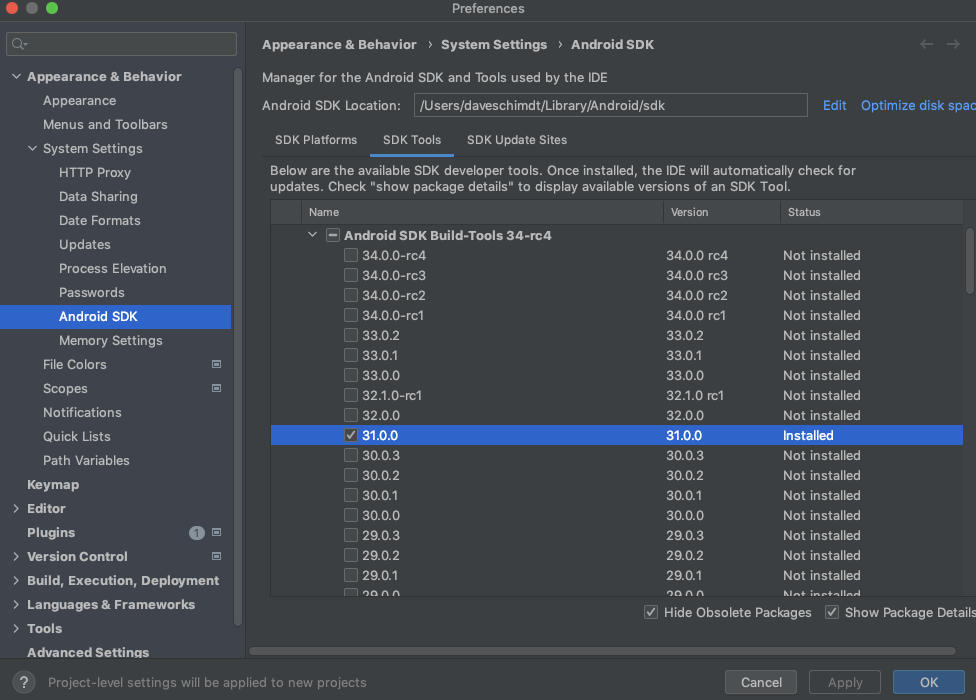 Preferences
Appearance & Behavior › System Settings › Android SDK
Appearance & Behavior
Appearance
Menus and Toolbars
System Settings
HTTP Proxy
Data Sharing
Date Formats
Updates
Process Elevation
Passwords
Android SDK
Memory Settings
File Colors
Scopes
Notifications
Quick Lists
Path Variables
Keymap
Editor
Plugins 1
Version Control
Build, Execution, Deployment
Languages & Frameworks
Tools
Advanced Settings
Manager for the Android SDK and Tools used by the IDE
Android SDK Location: /Users/daveschimdt/Library/Android/sdk Edit Optimize disk spac
SDK Platforms SDK Tools SDK Update Sites
Below are the available SDK developer tools. Once installed, the IDE will automatically check for
updates. Check "show package details" to display available versions of an SDK Tool.
Name Version Status
Android SDK Build-Tools 34-rc4
34.0.0-rc4 34.0.0 rc4 Not installed
34.0.0-rc3 34.0.0 rc3 Not installed
34.0.0-rc2 34.0.0 rc2 Not installed
34.0.0-rc1 34.0.0 rc1 Not installed
33.0.2 33.0.2 Not installed
33.0.1 33.0.1 Not installed
33.0.0 33.0.0 Not installed
32.1.0-rc1 32.1.0 rc1 Not installed
32.0.0 32.0.0 Not installed
31.0.0 31.0.0 Installed
30.0.3 30.0.3 Not installed
30.0.2 30.0.2 Not installed
30.0.1 30.0.1 Not installed
30.0.0 30.0.0 Not installed
29.0.3 29.0.3 Not installed
29.0.2 29.0.2 Not installed
29.0.1 29.0.1 Not installed
29.0.0 29.0.0 Not installed
Hide Obsolete Packages Show Package Details
? Project-level settings will be applied to new projects
Cancel Apply OK